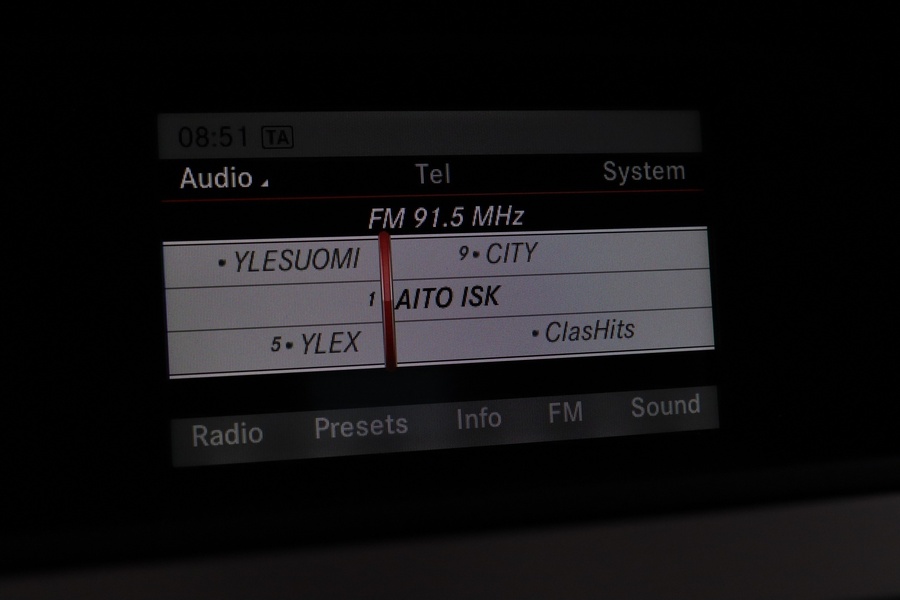 08:51 TA
Audio Tel System
FM 91.5 MHz
•YLESUOMI 9•CITY
1 AITO ISK
5•YLEX •ClasHits
Radio Presets Info FM Sound